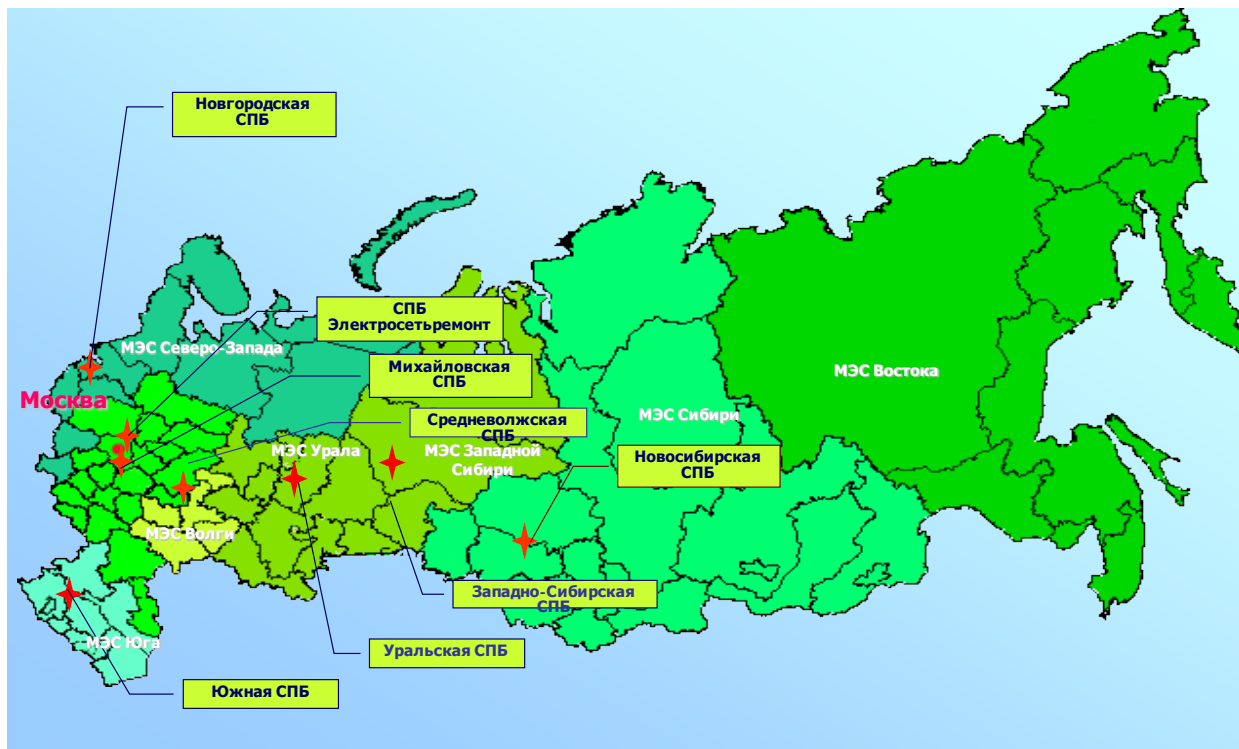 Новгородская
СПБ
СПБ
Электросетьремонт
МЭС Северо-Запада
Михайловская
СПБ
МЭС Востока
Москва
МЭС Сибири
Средневолжская
СПБ
МЭС Урала
МЭС Западной
Сибири
Новосибирская
СПБ
МЭС Волги
Западно-Сибирская
СПБ
МЭС Юга
Уральская СПБ
Южная СПБ